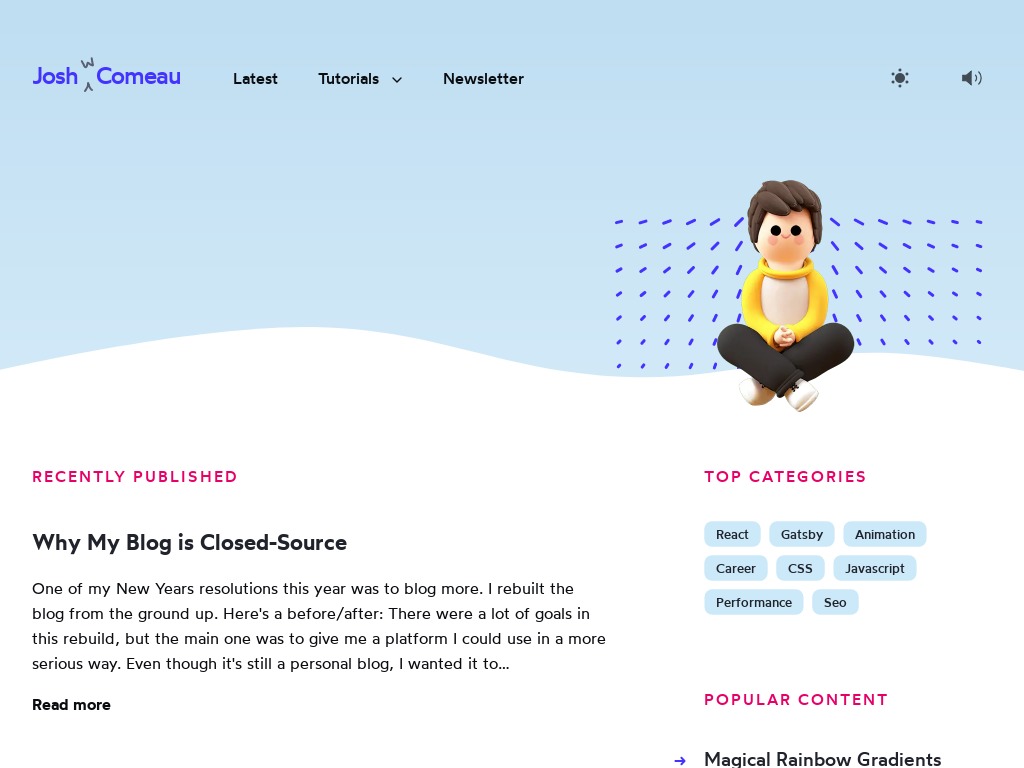 Josh W Comeau
Latest
Tutorials
Newsletter
RECENTLY PUBLISHED
Why My Blog is Closed-Source
One of my New Years resolutions this year was to blog more. I rebuilt the
blog from the ground up. Here's a before/after: There were a lot of goals in
this rebuild, but the main one was to give me a platform I could use in a more
serious way. Even though it's still a personal blog, I wanted it to…
Read more
TOP CATEGORIES
React
Gatsby
Animation
Career
CSS
Javascript
Performance
Seo
POPULAR CONTENT
Magical Rainbow Gradients